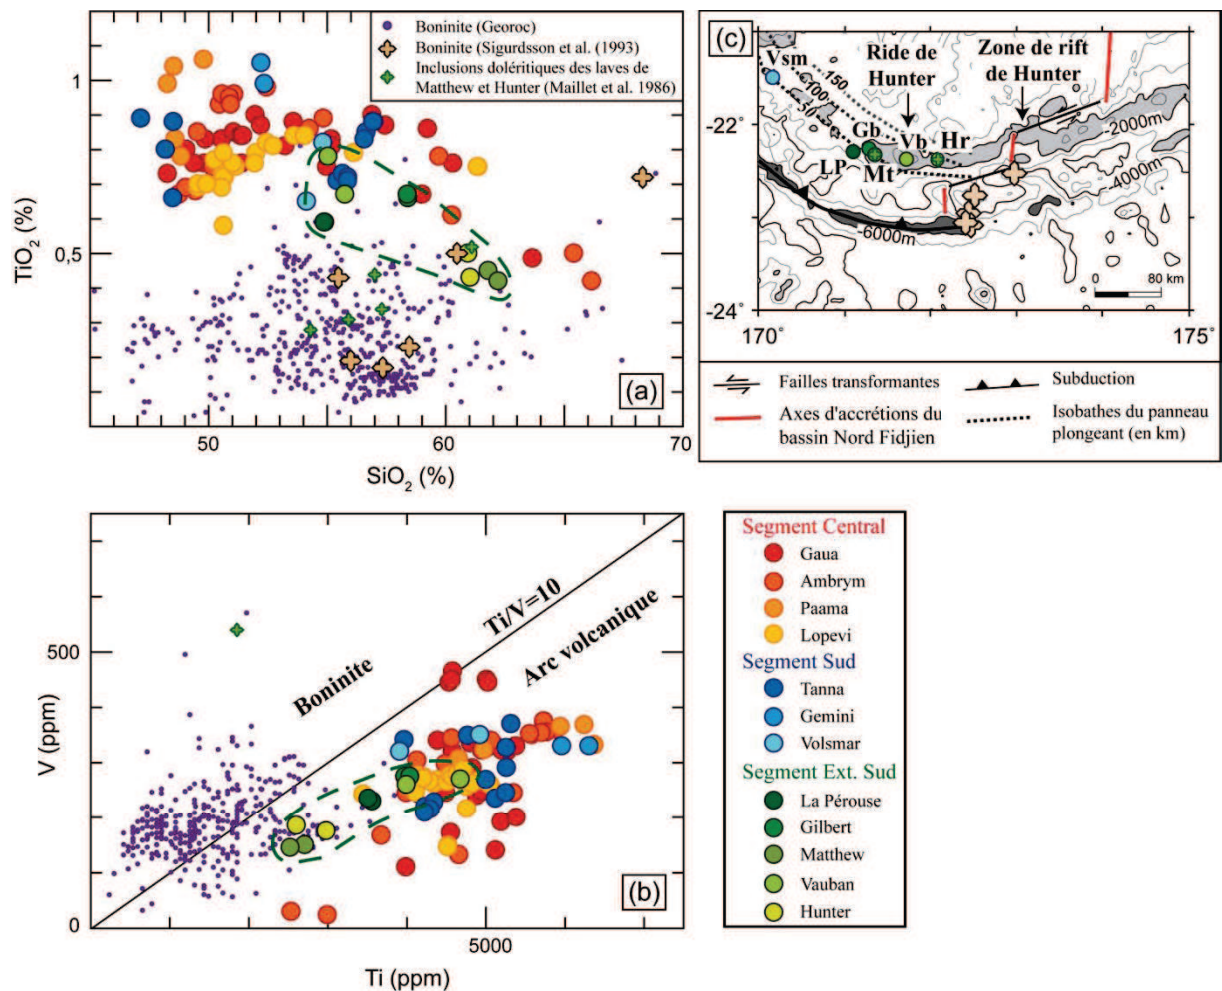 Boninite (Georoc)
Boninite (Sigurdsson et al. (1993)
Inclusions doléritiques des laves de
Matthew et Hunter (Maillet et al. 1986)
1
0,5
TiO2 (%)
50
60
70
SiO2 (%)
(a)
(c)
Vsm
Ride de
Hunter
Zone de rift
de Hunter
150
100
50
Gb
Vb
Hr
LP
Mt
-2000m
-4000m
-6000m
-22°
-24°
0
80 km
170°
175°
Failles transformantes
Subduction
Axes d'accrétions du
bassin Nord Fidjien
Isobathes du panneau
plongeant (en km)
Ti/V=10
Boninite
Arc volcanique
500
0
V (ppm)
5000
Ti (ppm)
(b)
Segment Central
Gaua
Ambrym
Paama
Lopevi
Segment Sud
Tanna
Gemini
Volsmar
Segment Ext. Sud
La Pérouse
Gilbert
Matthew
Vauban
Hunter